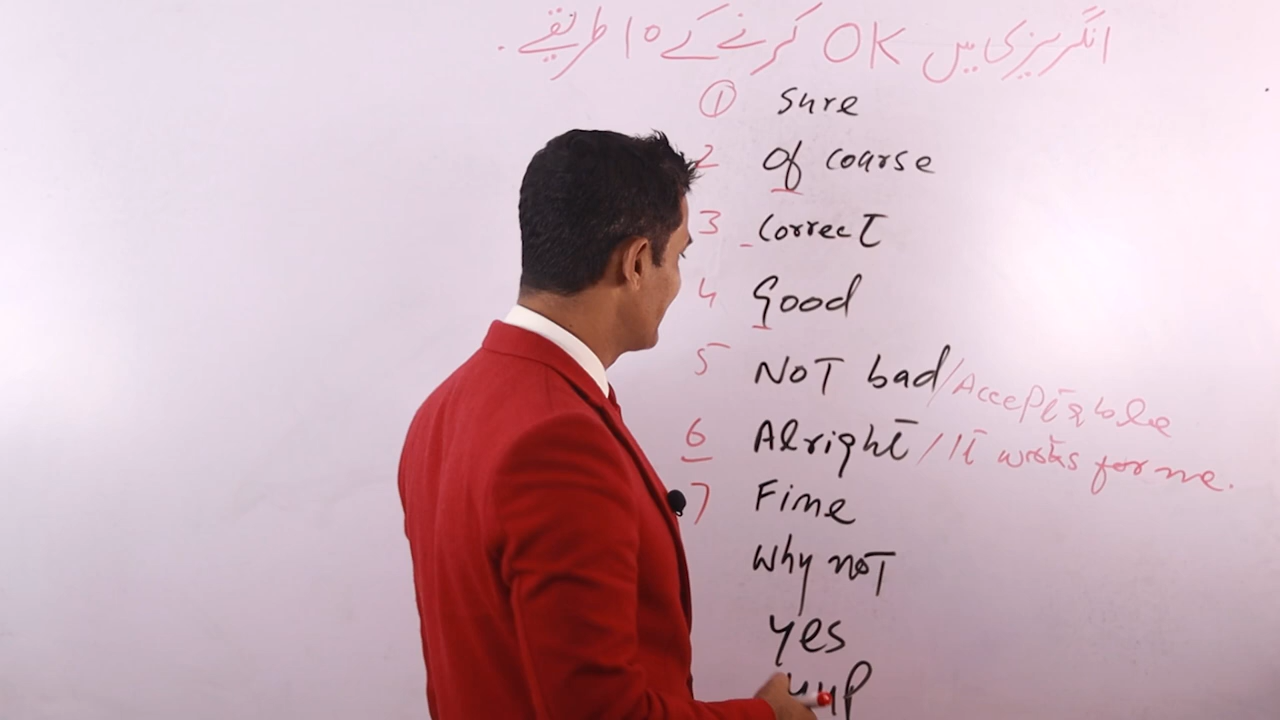 انگریزی میں OK کرنے کے 10 طریقے۔
① Sure
2 Of course
3 Correct
4 Good
5 Not bad / Acceptable
6 Alright / It works for me.
7 Fine
Why not
Yes